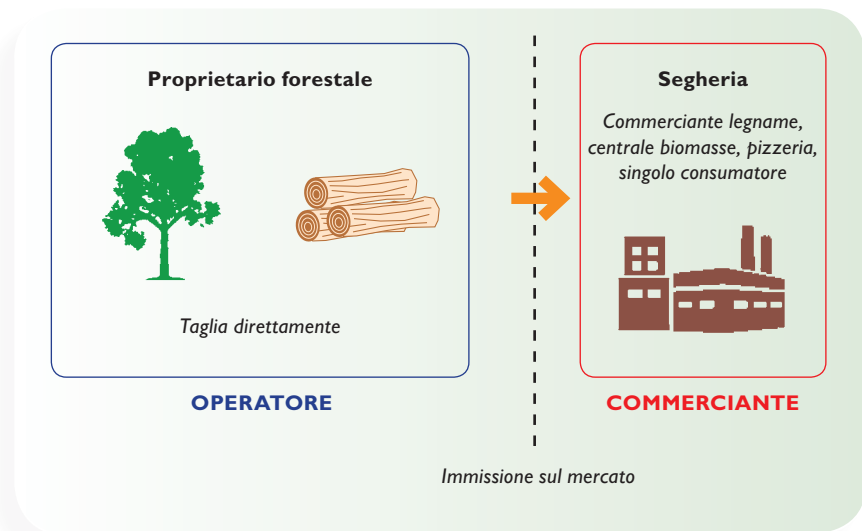 Proprietario forestale
Taglia direttamente
OPERATORE
Segheria
Commerciante legname,
centrale biomasse, pizzeria,
singolo consumatore
COMMERCIANTE
Immissione sul mercato